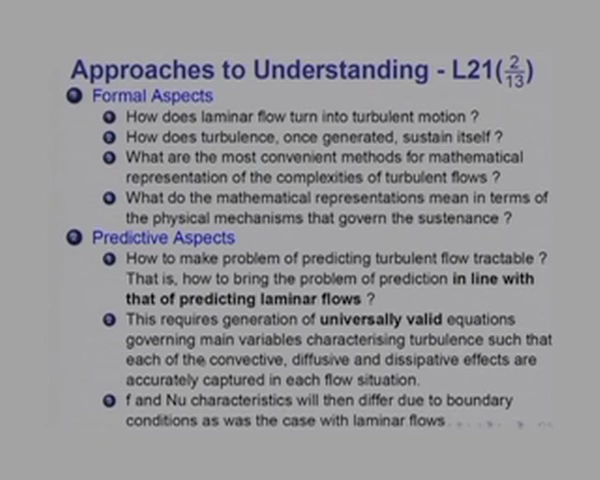 Approaches to Understanding - L21(2/13)
Formal Aspects
How does laminar flow turn into turbulent motion ?
How does turbulence, once generated, sustain itself ?
What are the most convenient methods for mathematical
representation of the complexities of turbulent flows ?
What do the mathematical representations mean in terms of
the physical mechanisms that govern the sustenance ?
Predictive Aspects
How to make problem of predicting turbulent flow tractable ?
That is, how to bring the problem of prediction in line with
that of predicting laminar flows ?
This requires generation of universally valid equations
governing main variables characterising turbulence such that
each of the convective, diffusive and dissipative effects are
accurately captured in each flow situation.
f and Nu characteristics will then differ due to boundary
conditions as was the case with laminar flows